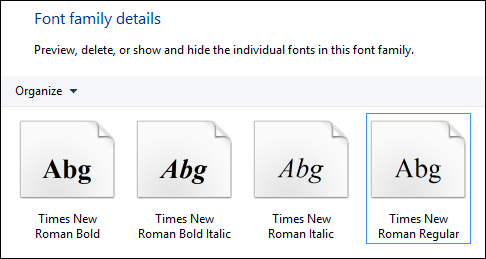 Font family details
Preview, delete, or show and hide the individual fonts in this font family.
Organize
Abg Abg Abg Abg
Times New Times New Times New Times New
Roman Bold Roman Bold Italic Roman Italic Roman Regular